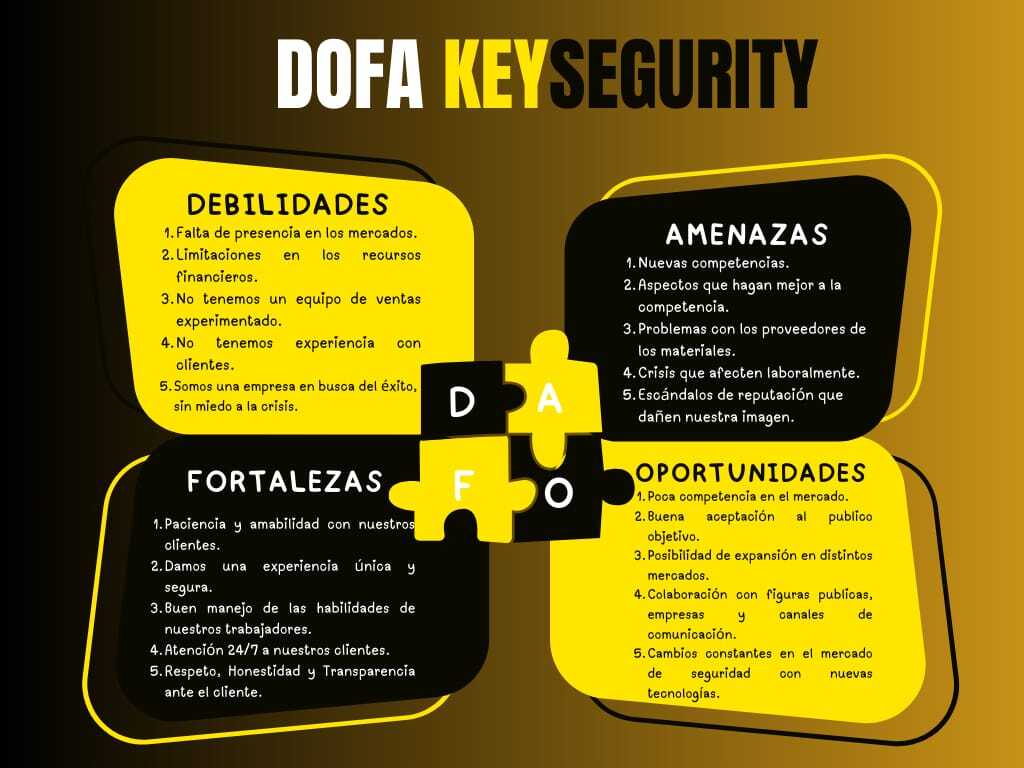 DOFA KEYSEGURITY
DEBILIDADES
1. Falta de presencia en los mercados.
2. Limitaciones en los recursos
financieros.
3. No tenemos un equipo de ventas
experimentado.
4. No tenemos experiencia con
clientes.
5. Somos una empresa en busca del éxito,
sin miedo a la crisis.
AMENAZAS
1. Nuevas competencias.
2. Aspectos que hagan mejor a la
competencia.
3. Problemas con los proveedores de
los materiales.
4. Crisis que afecten laboralmente.
5. Escándalos de reputación que
dañen nuestra imagen.
D
A
F
O
FORTALEZAS
1. Paciencia y amabilidad con nuestros
clientes.
2. Damos una experiencia única y
segura.
3. Buen manejo de las habilidades de
nuestros trabajadores.
4. Atención 24/7 a nuestros clientes.
5. Respeto, Honestidad y Transparencia
ante el cliente.
OPORTUNIDADES
1. Poca competencia en el mercado.
2. Buena aceptación al publico
objetivo.
3. Posibilidad de expansión en distintos
mercados.
4. Colaboración con figuras publicas,
empresas y canales de
comunicación.
5. Cambios constantes en el mercado
de seguridad con nuevas
tecnologías.